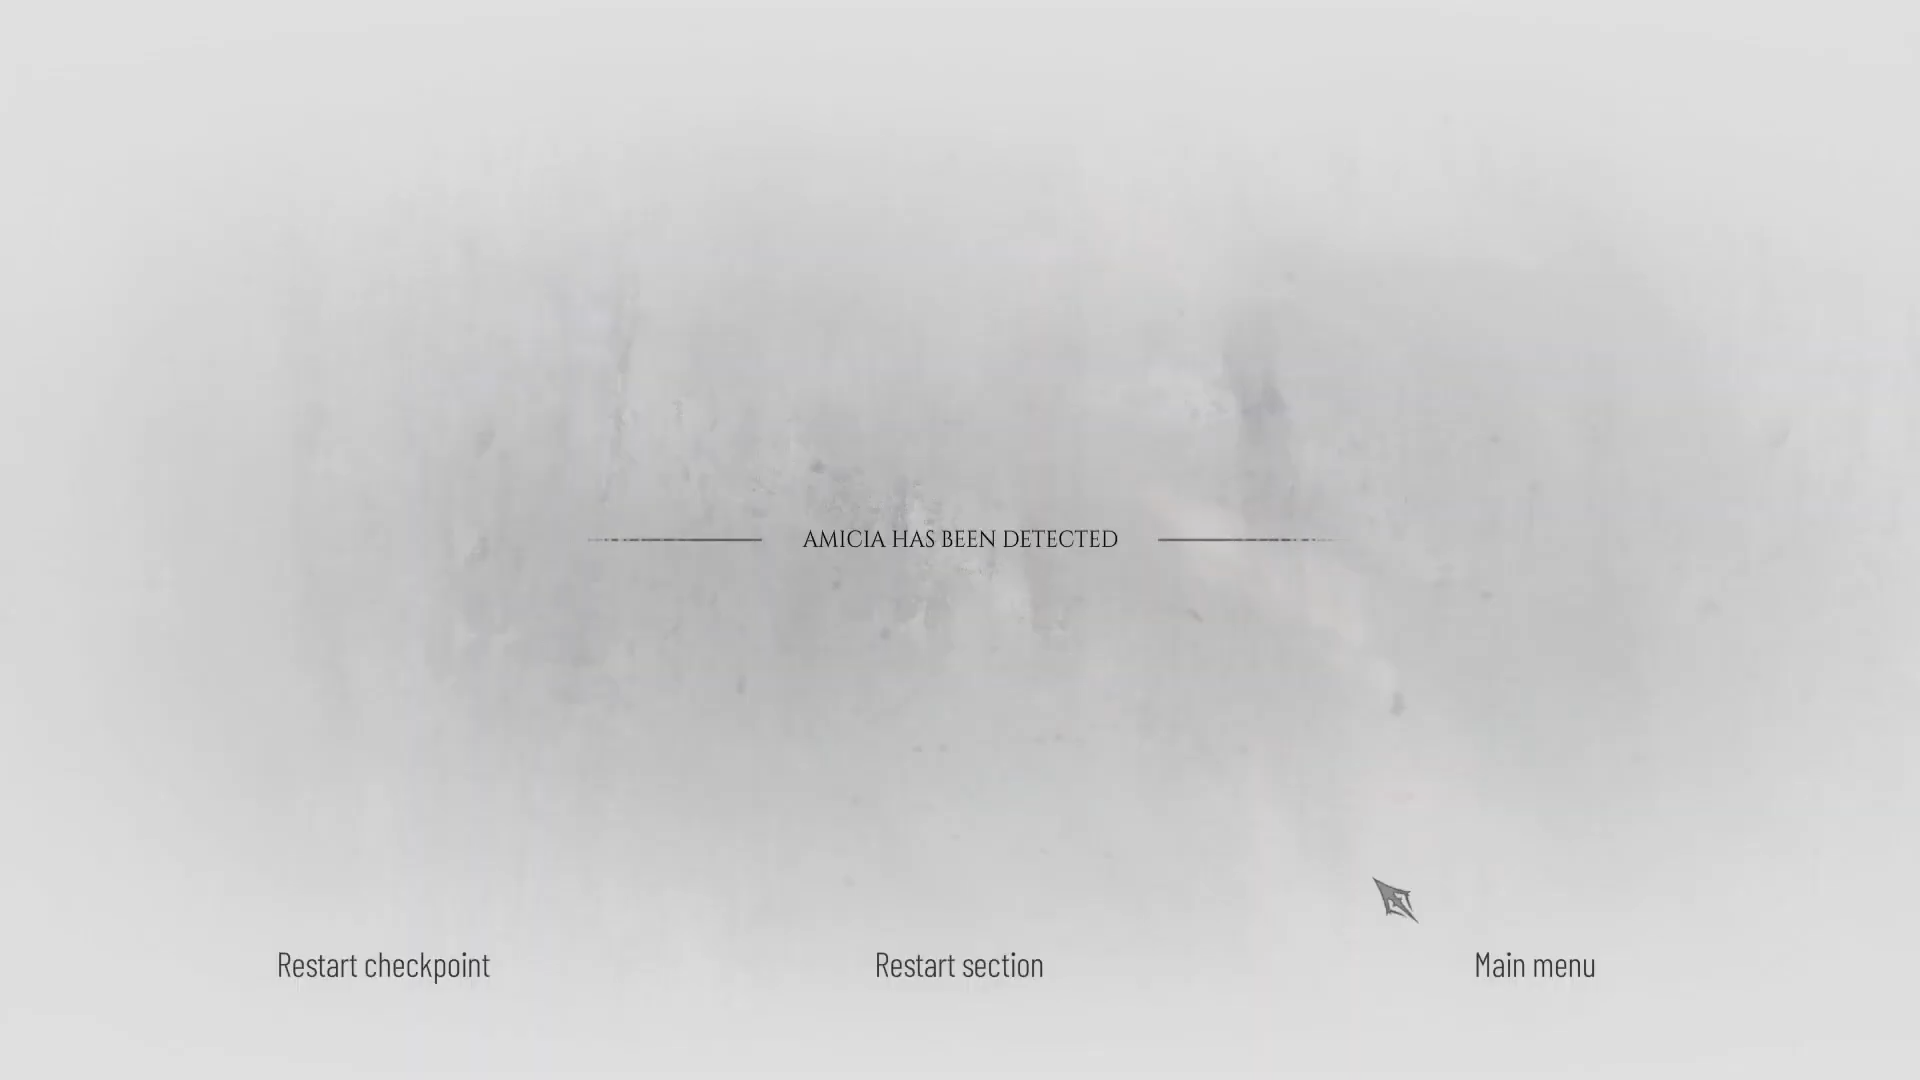 AMICIA HAS BEEN DETECTED
Restart checkpoint
Restart section
Main menu